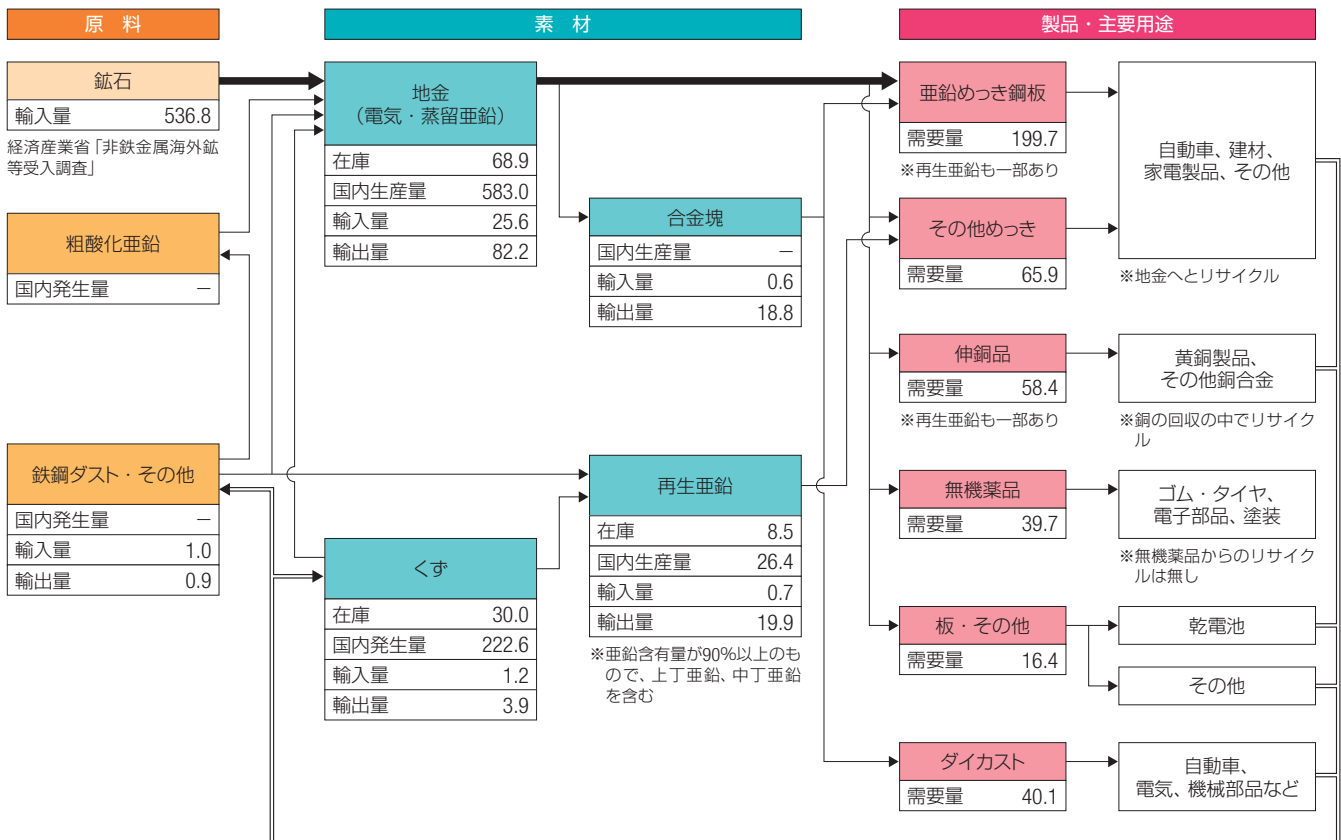 原 料
素 材
製品・主要用途
鉱石
輸入量 536.8
経済産業省「非鉄金属海外鉱
等受入調査」
粗酸化亜鉛
国内発生量 －
鉄鋼ダスト・その他
国内発生量 －
輸入量 1.0
輸出量 0.9
地金
（電気・蒸留亜鉛）
在庫 68.9
国内生産量 583.0
輸入量 25.6
輸出量 82.2
くず
在庫 30.0
国内発生量 222.6
輸入量 1.2
輸出量 3.9
合金塊
国内生産量 －
輸入量 0.6
輸出量 18.8
再生亜鉛
在庫 8.5
国内生産量 26.4
輸入量 0.7
輸出量 19.9
※亜鉛含有量が90%以上のも
ので、上丁亜鉛、中丁亜鉛
を含む
亜鉛めっき鋼板
需要量 199.7
※再生亜鉛も一部あり
その他めっき
需要量 65.9
自動車、建材、
家電製品、その他
※地金へとリサイクル
伸銅品
需要量 58.4
※再生亜鉛も一部あり
黄銅製品、
その他銅合金
※銅の回収の中でリサイク
ル
無機薬品
需要量 39.7
ゴム・タイヤ、
電子部品、塗装
※無機薬品からのリサイク
ルは無し
板・その他
需要量 16.4
乾電池
その他
ダイカスト
需要量 40.1
自動車、
電気、機械部品など